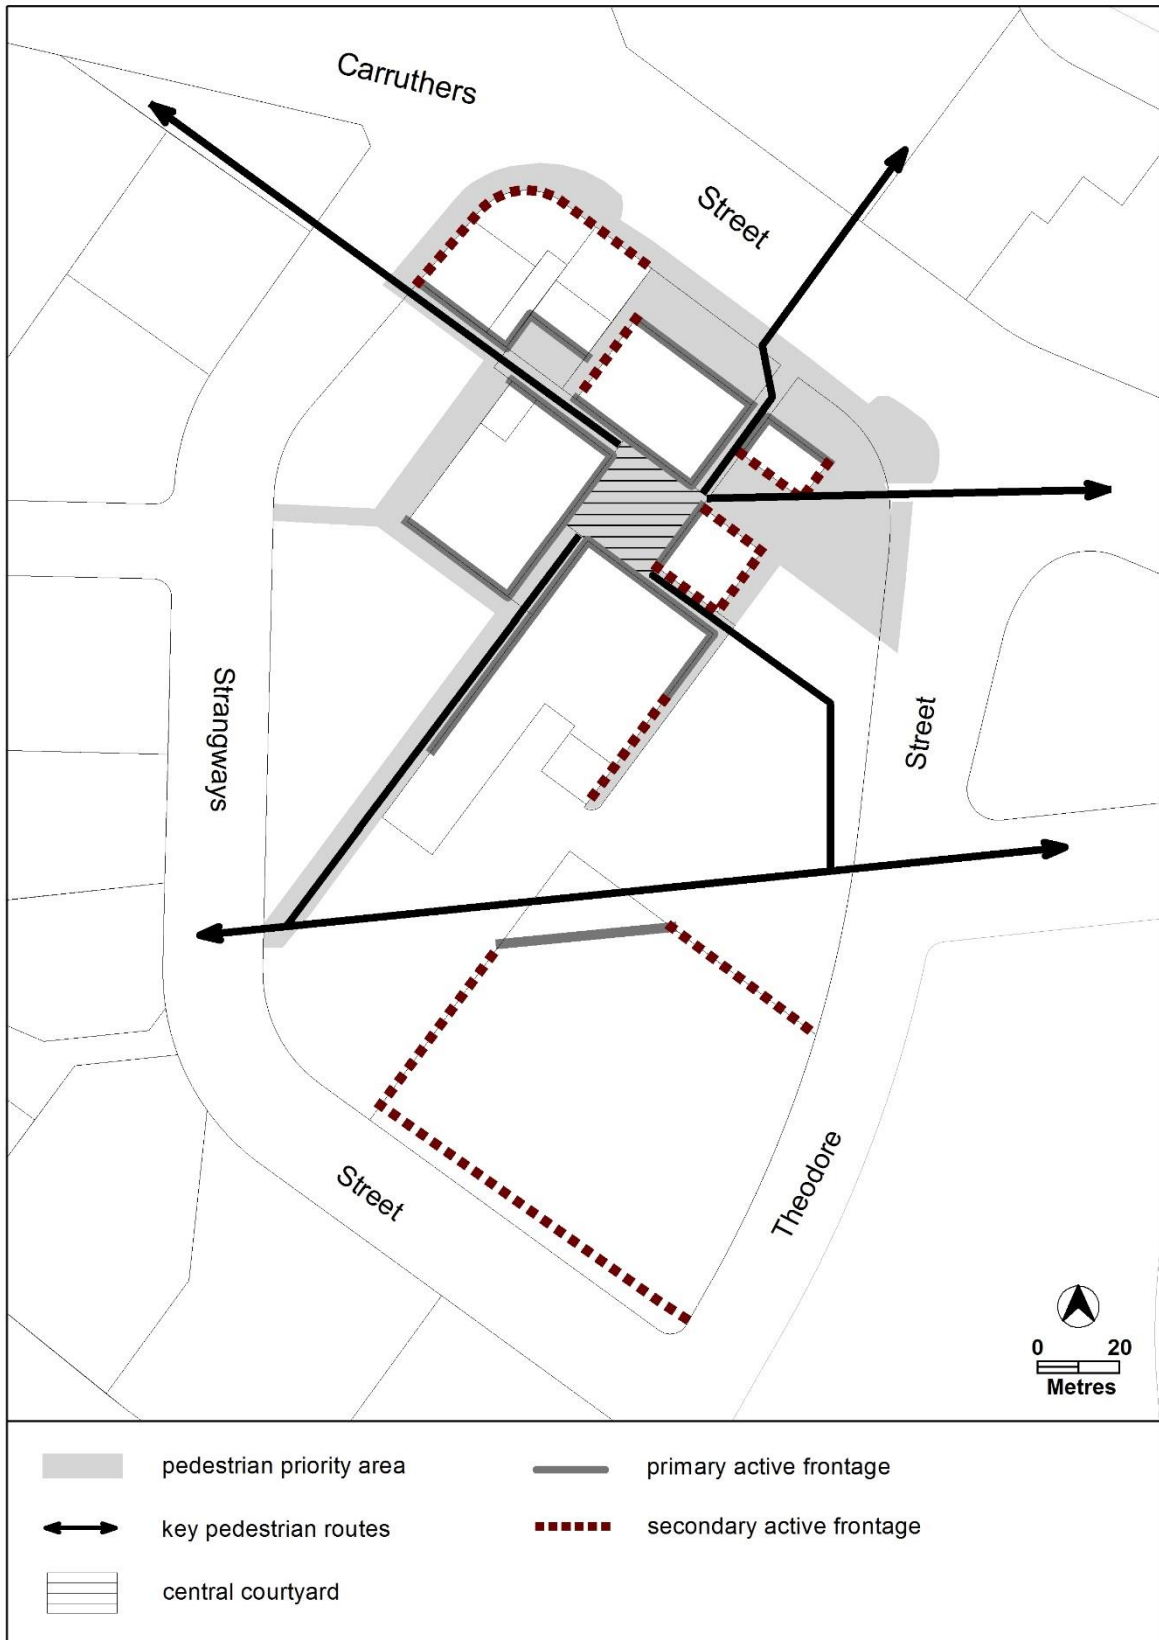 Carruthers
Street
Strangways
Street
Street
Theodore
0 20
Metres
pedestrian priority area
primary active frontage
key pedestrian routes
secondary active frontage
central courtyard